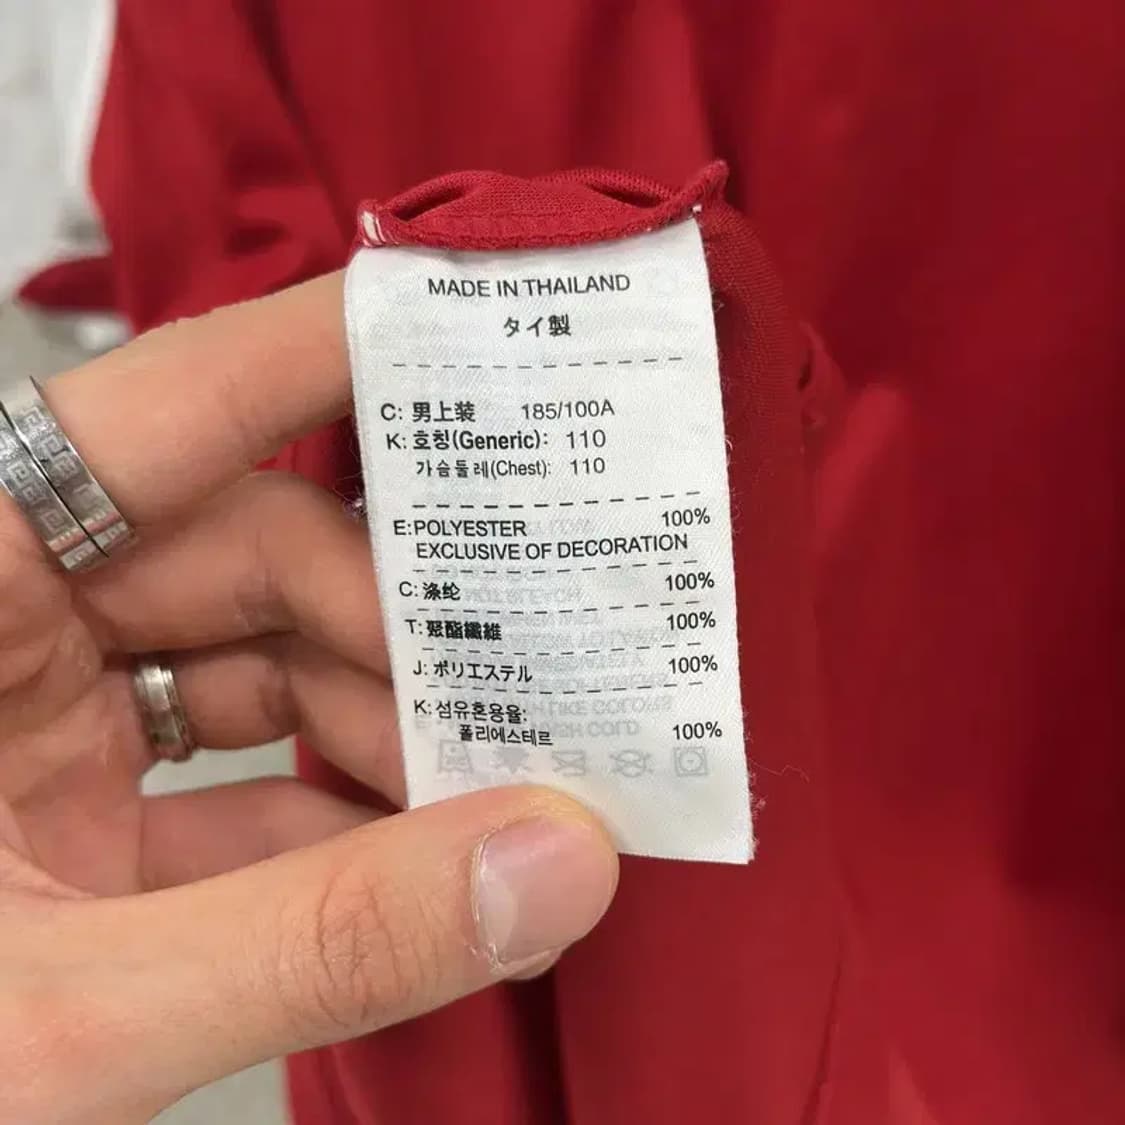 MADE IN THAILAND
タイ製
C: 男上装 185/100A
K: 호칭(Generic): 110
가슴둘레(Chest): 110
E:POLYESTER 100%
EXCLUSIVE OF DECORATION
C: 涤纶 100%
T: 聚酯纖維 100%
J: ポリエステル 100%
K: 섬유혼용율:
폴리에스테르 100%